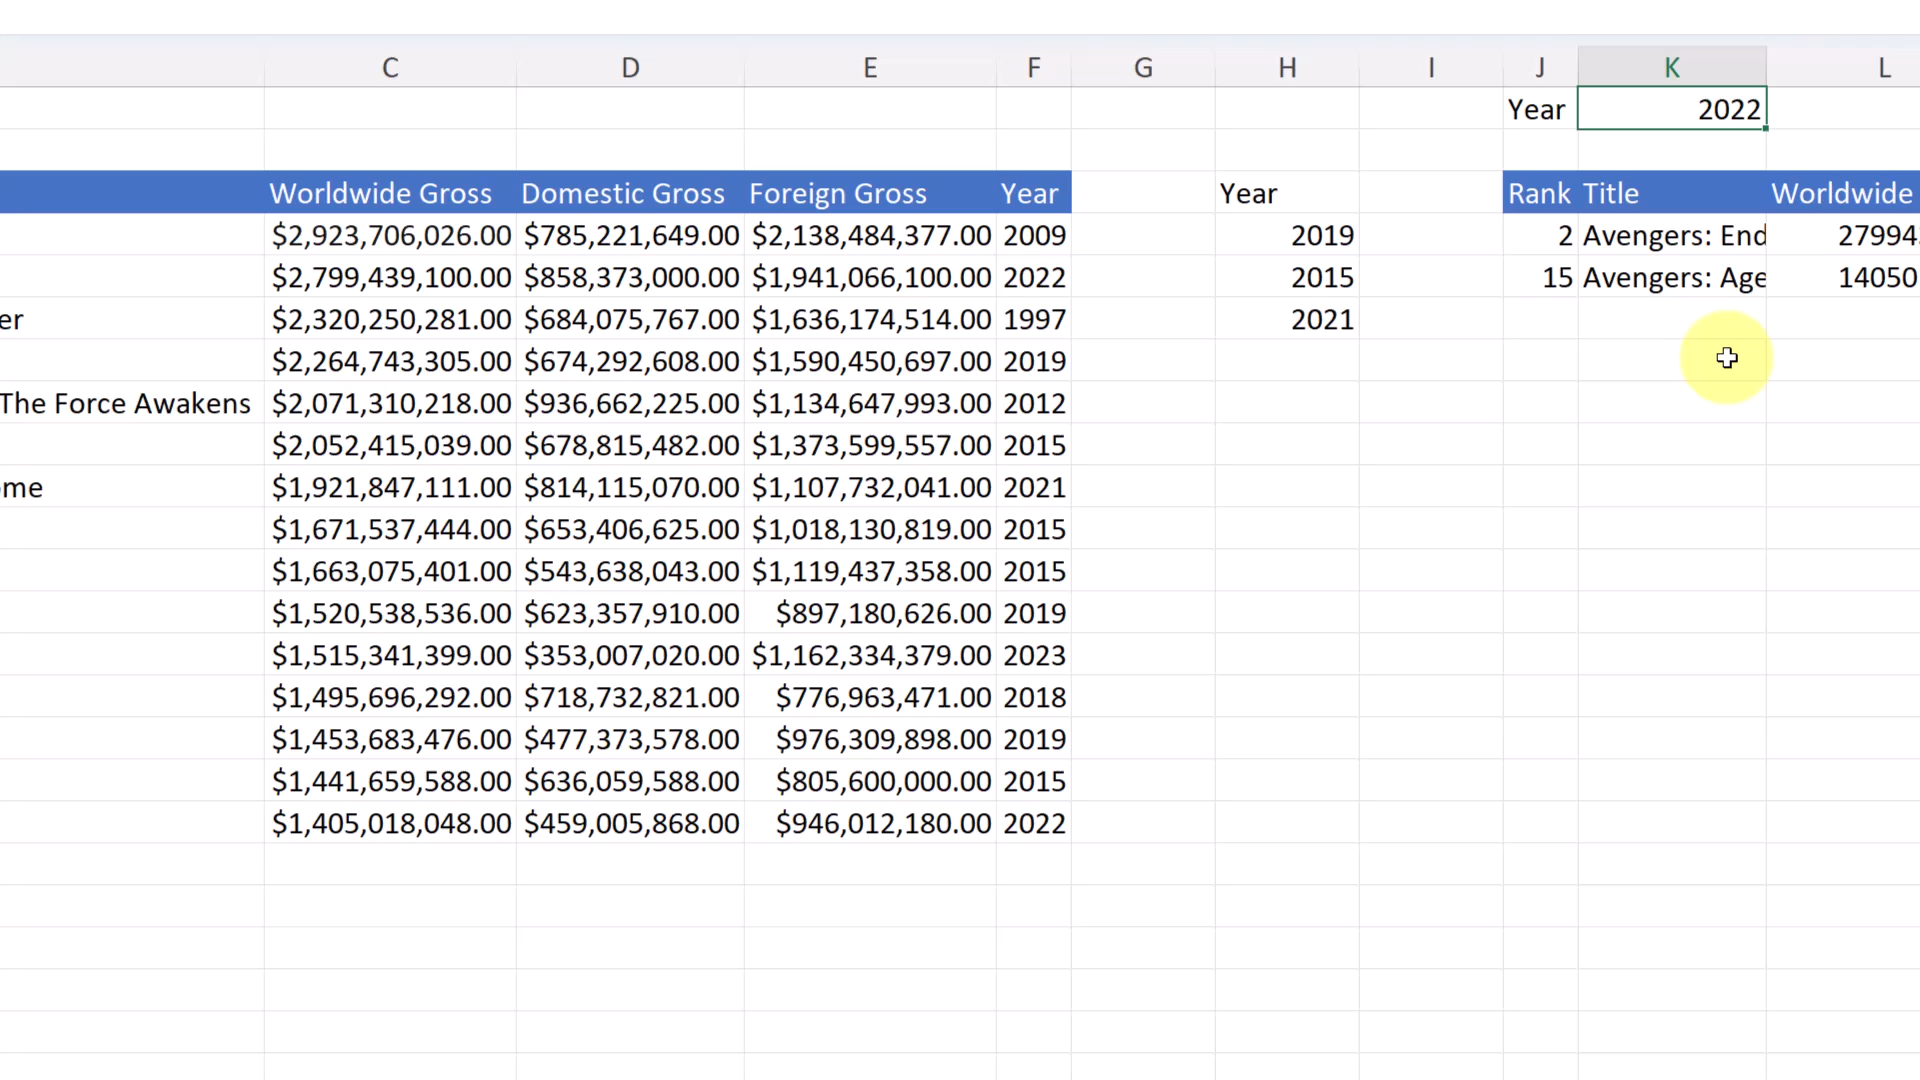 C D E F G H I J K L
Year 2022
Worldwide Gross Domestic Gross Foreign Gross Year Year Rank Title Worldwide
$2,923,706,026.00 $785,221,649.00 $2,138,484,377.00 2009 2019 2 Avengers: End 27994
$2,799,439,100.00 $858,373,000.00 $1,941,066,100.00 2022 2015 15 Avengers: Age 14050
er $2,320,250,281.00 $684,075,767.00 $1,636,174,514.00 1997 2021
$2,264,743,305.00 $674,292,608.00 $1,590,450,697.00 2019
The Force Awakens $2,071,310,218.00 $936,662,225.00 $1,134,647,993.00 2012
$2,052,415,039.00 $678,815,482.00 $1,373,599,557.00 2015
ome $1,921,847,111.00 $814,115,070.00 $1,107,732,041.00 2021
$1,671,537,444.00 $653,406,625.00 $1,018,130,819.00 2015
$1,663,075,401.00 $543,638,043.00 $1,119,437,358.00 2015
$1,520,538,536.00 $623,357,910.00 $897,180,626.00 2019
$1,515,341,399.00 $353,007,020.00 $1,162,334,379.00 2023
$1,495,696,292.00 $718,732,821.00 $776,963,471.00 2018
$1,453,683,476.00 $477,373,578.00 $976,309,898.00 2019
$1,441,659,588.00 $636,059,588.00 $805,600,000.00 2015
$1,405,018,048.00 $459,005,868.00 $946,012,180.00 2022